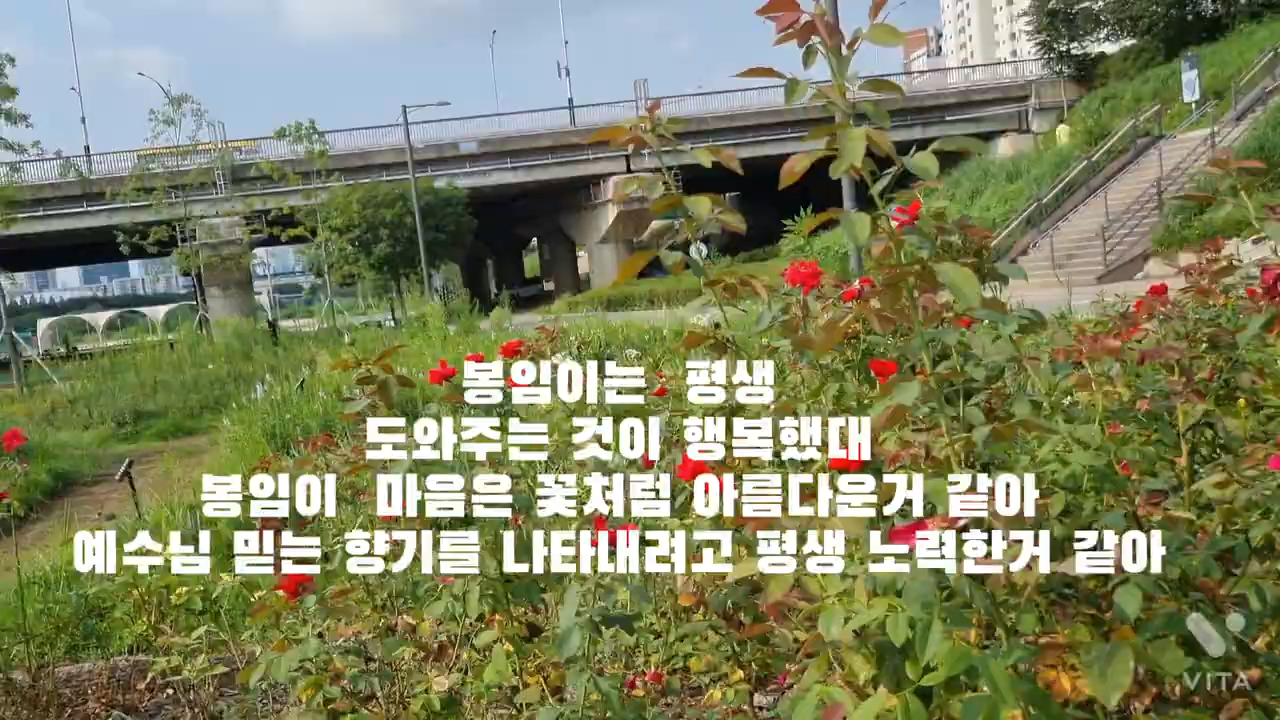 봉임이는 평생
도와주는 것이 행복했대
봉임이 마음은 꽃처럼 아름다운거 같아
예수님 믿는 향기를 나타내려고 평생 노력한거 같아
VITA